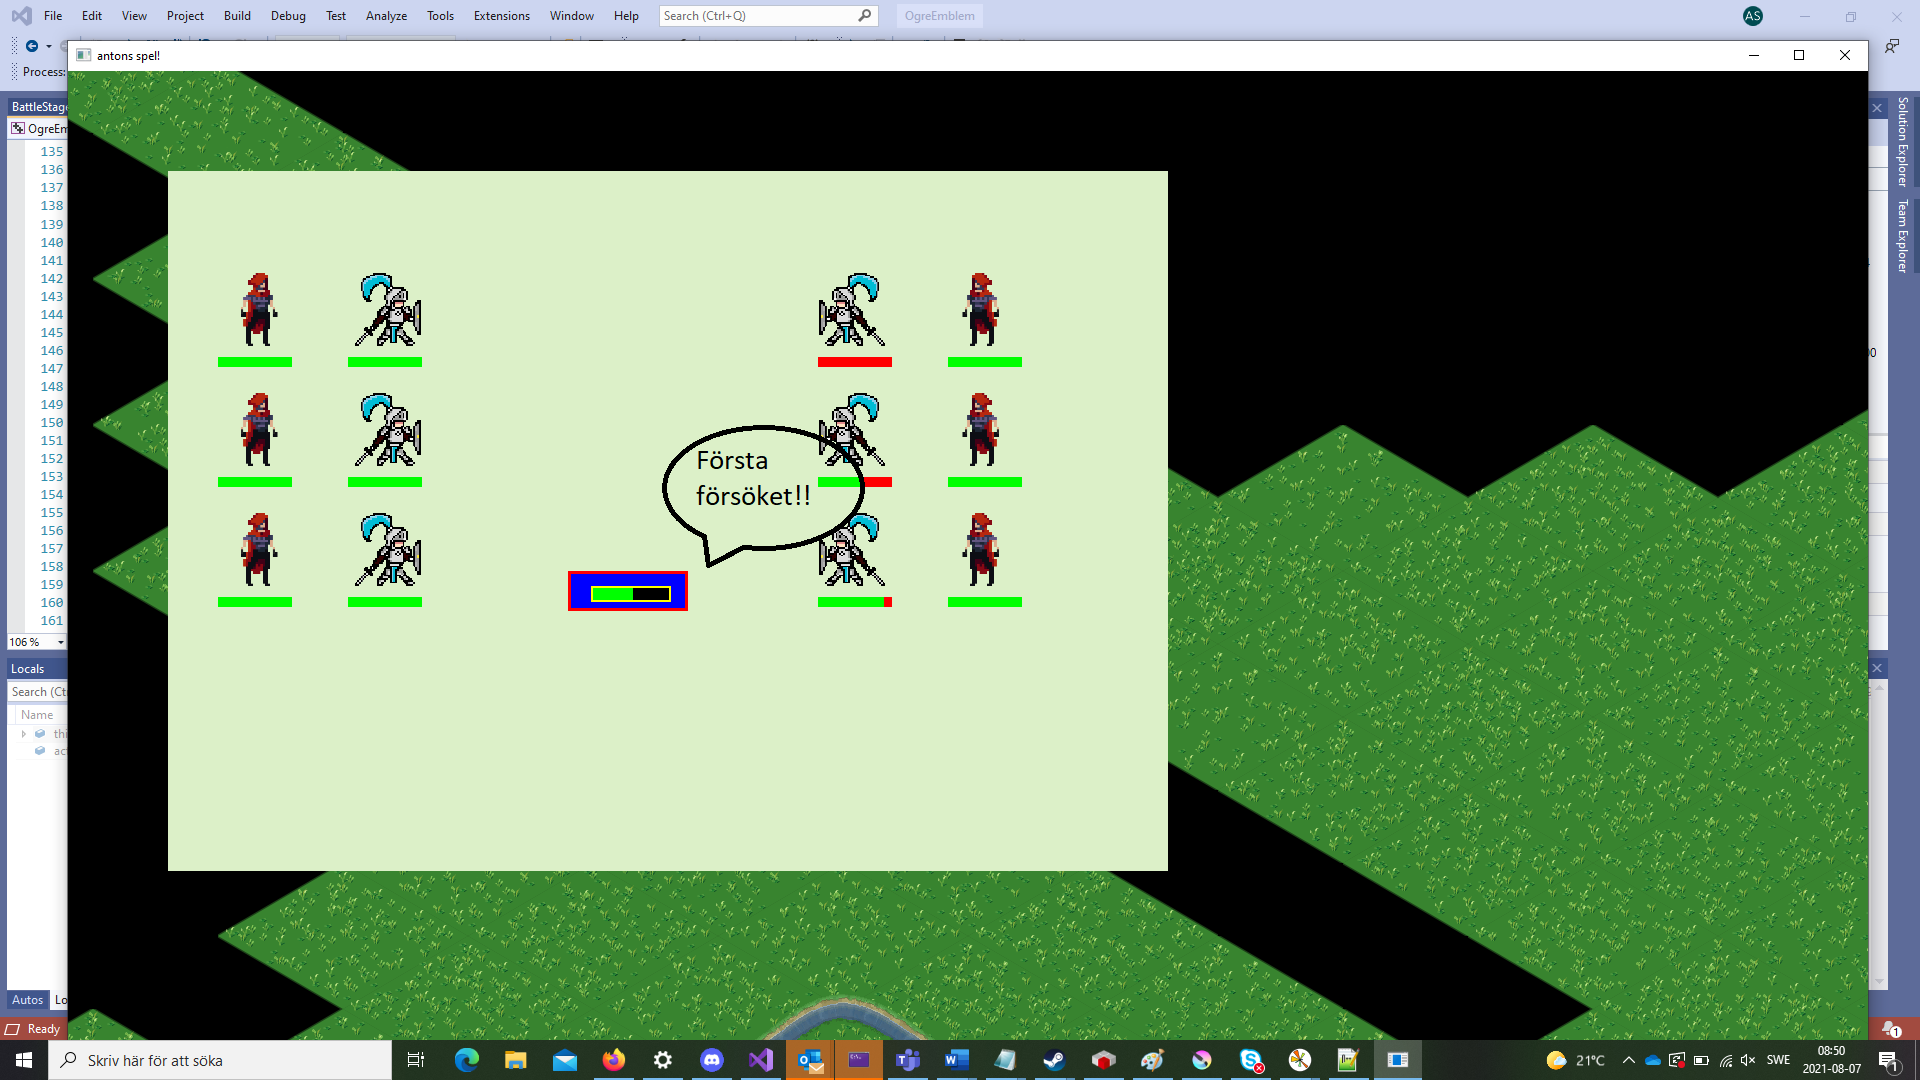 File Edit View Project Build Debug Test Analyze Tools Extensions Window Help Search (Ctrl+Q) OgreEmblem AS
antons spel!
Process:
BattleStag
OgreEm
Solution Explorer
Team Explorer
135
136
137
138
139
140
141
142
143
144
145
146
147
148
149
150
151
152
153
154
155
156
157
158
159
160
161
Första
försöket!!
106 %
Locals
Search (Ct
Name
thi
ac
Autos Lo
Ready
1
Skriv här för att söka
21°C
SWE
08:50
2021-08-07
1